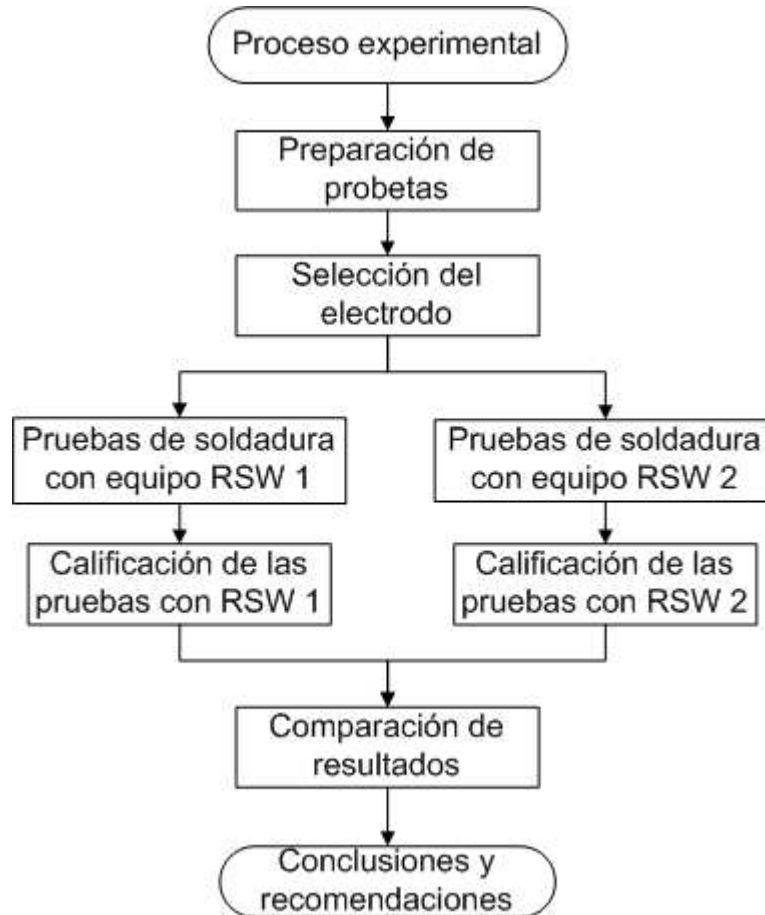 Proceso experimental
Preparación de
probetas
Selección del
electrodo
Pruebas de soldadura
con equipo RSW 1
Pruebas de soldadura
con equipo RSW 2
Calificación de las
pruebas con RSW 1
Calificación de las
pruebas con RSW 2
Comparación de
resultados
Conclusiones y
recomendaciones